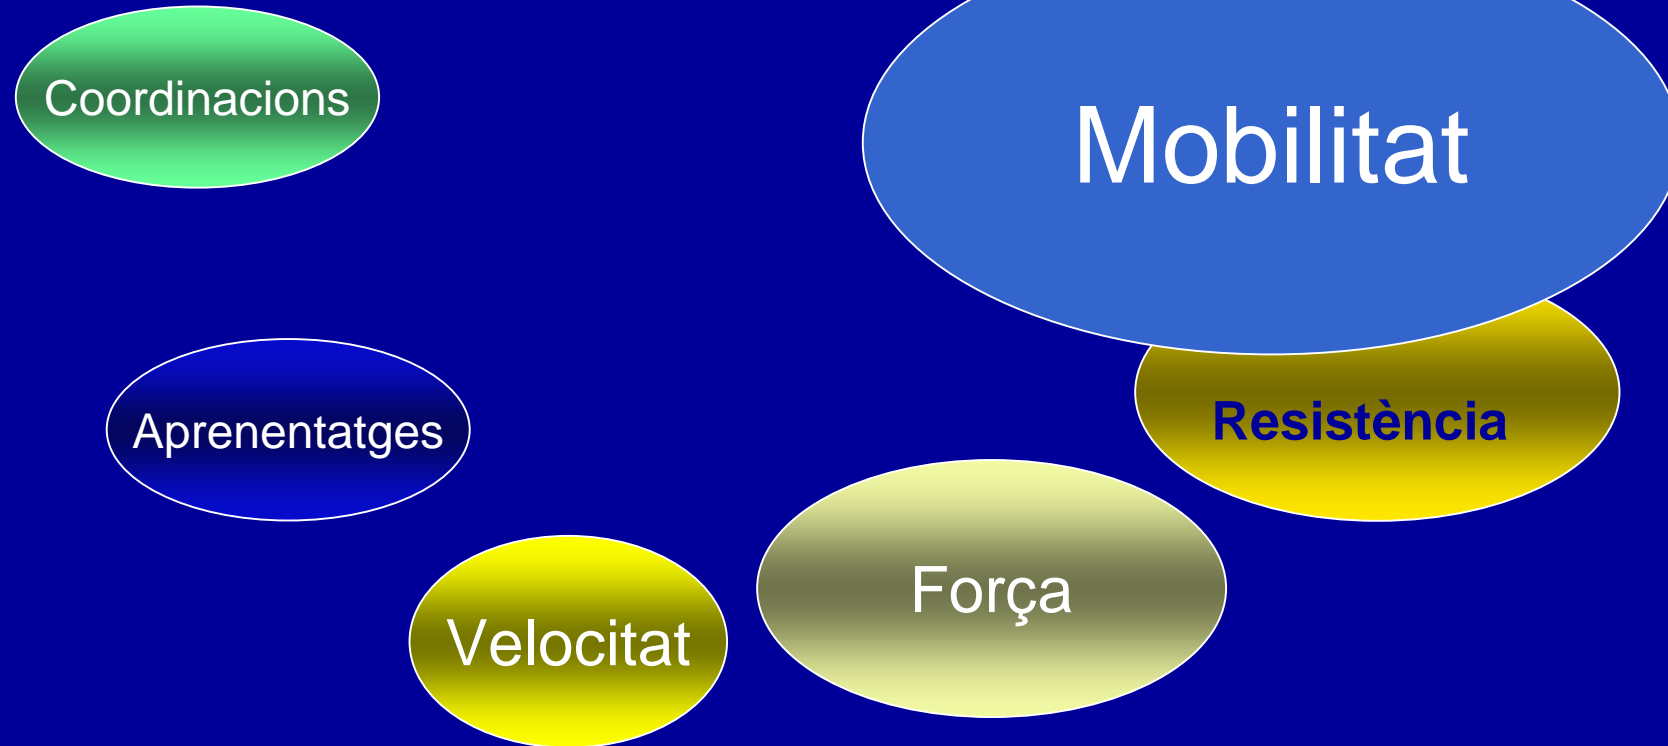 Coordinacions
Mobilitat
Resistència
Aprenentatges
Força
Velocitat